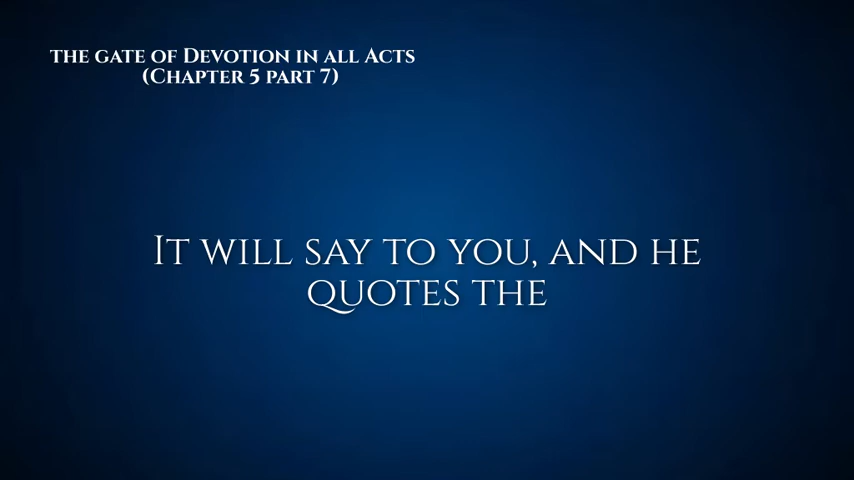 the gate of Devotion in all Acts
(Chapter 5 part 7)
It will say to you, and he
quotes the